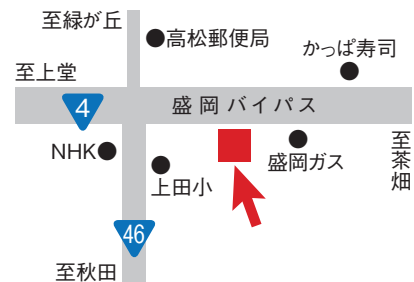 至緑が丘
高松郵便局
かっぱ寿司
至上堂
4
盛岡バイパス
NHK
上田小
盛岡ガス
至茶畑
46
至秋田